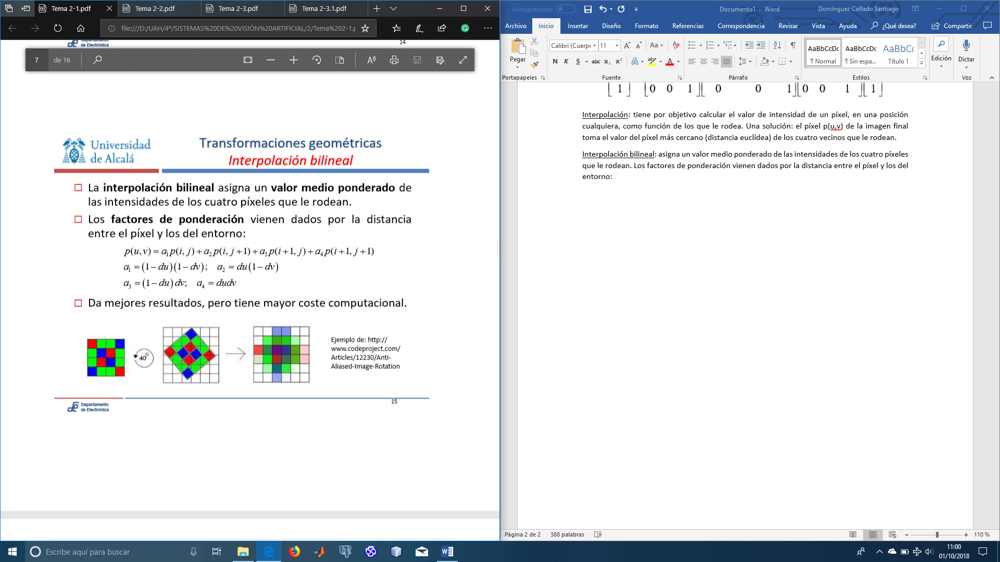 Tema 2-1.pdf
Tema 2-2.pdf
Tema 2-3.pdf
Tema 2-3.1.pdf
file:///D:/UAH/4º/SISTEMAS%20DE%20VISIÓN%20ARTIFICIAL/2/Tema%202-1.p
Departamento
de Electrónica
14
7 de 16
Universidad
de Alcalá
Transformaciones geométricas
Interpolación bilineal
La interpolación bilineal asigna un valor medio ponderado de
las intensidades de los cuatro píxeles que le rodean.
Los factores de ponderación vienen dados por la distancia
entre el píxel y los del entorno:
p(u,v) = a₁p(i,j)+a₂p(i,j+1)+a₃p(i+1,j)+a₄p(i+1,j+1)
a₁ = (1−du)(1−dv); a₂ = du(1−dv)
a₃ = (1−du)dv; a₄ = dudv
Da mejores resultados, pero tiene mayor coste computacional.
40°
Ejemplo de: http://
www.codeproject.com/
Articles/12230/Anti-
Aliased-Image-Rotation
15
Departamento
de Electrónica
Autoguardado
Documento1 - Word
Domínguez Collado Santiago
Archivo Inicio Insertar Diseño Formato Referencias Correspondencia Revisar Vista Ayuda ¿Qué desea? Compartir
Pegar
Calibri (Cuerpo 11
N K S abc x₂ x²
AaBbCcDc AaBbCcDc AaBbCc
¶ Normal ¶ Sin espa... Título 1
Edición
Dictar
Portapapeles Fuente Párrafo Estilos Voz
[1] [0 0 1][0 0 1][0 0 1][1]
Interpolación: tiene por objetivo calcular el valor de intensidad de un píxel, en una posición
cualquiera, como función de los que le rodea. Una solución: el píxel p(u,v) de la imagen final
toma el valor del píxel más cercano (distancia euclídea) de los cuatro vecinos que le rodean.
Interpolación bilineal: asigna un valor medio ponderado de las intensidades de los cuatro píxeles
que le rodean. Los factores de ponderación vienen dados por la distancia entre el píxel y los del
entorno:
Página 2 de 2 388 palabras
110 %
Escribe aquí para buscar
11:00
01/10/2018